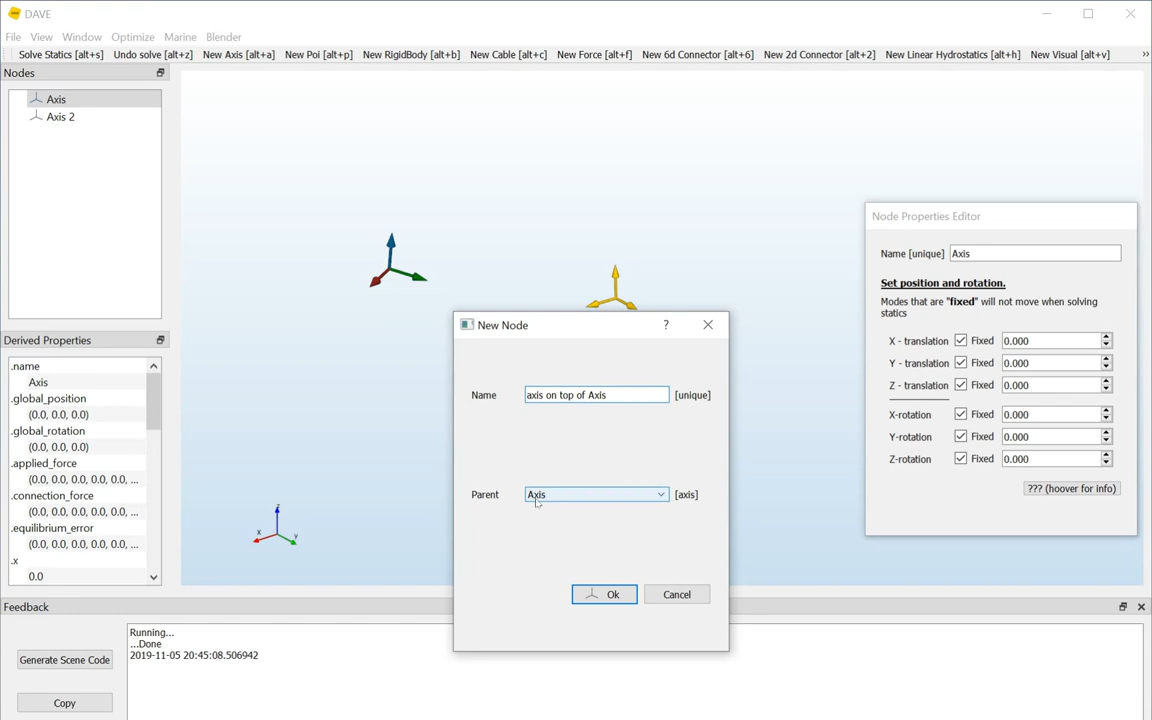 DAVE
File View Window Optimize Marine Blender
Solve Statics [alt+s] Undo solve [alt+z] New Axis [alt+a] New Poi [alt+p] New RigidBody [alt+b] New Cable [alt+c] New Force [alt+f] New 6d Connector [alt+6] New 2d Connector [alt+2] New Linear Hydrostatics [alt+h] New Visual [alt+v] »
Nodes
Axis
Axis 2
Derived Properties
.name
Axis
.global_position
(0.0, 0.0, 0.0)
.global_rotation
(0.0, 0.0, 0.0)
.applied_force
(0.0, 0.0, 0.0, 0.0, 0.0, ...
.connection_force
(0.0, 0.0, 0.0, 0.0, 0.0, ...
.equilibrium_error
(0.0, 0.0, 0.0, 0.0, 0.0, ...
.x
0.0
z
x
y
New Node
?
Name axis on top of Axis [unique]
Parent Axis [axis]
Ok Cancel
Node Properties Editor
Name [unique] Axis
Set position and rotation.
Modes that are "fixed" will not move when solving
statics
X - translation Fixed 0.000
Y - translation Fixed 0.000
Z - translation Fixed 0.000
X-rotation Fixed 0.000
Y-rotation Fixed 0.000
Z-rotation Fixed 0.000
??? (hoover for info)
Feedback
Generate Scene Code
Copy
Running...
...Done
2019-11-05 20:45:08.506942